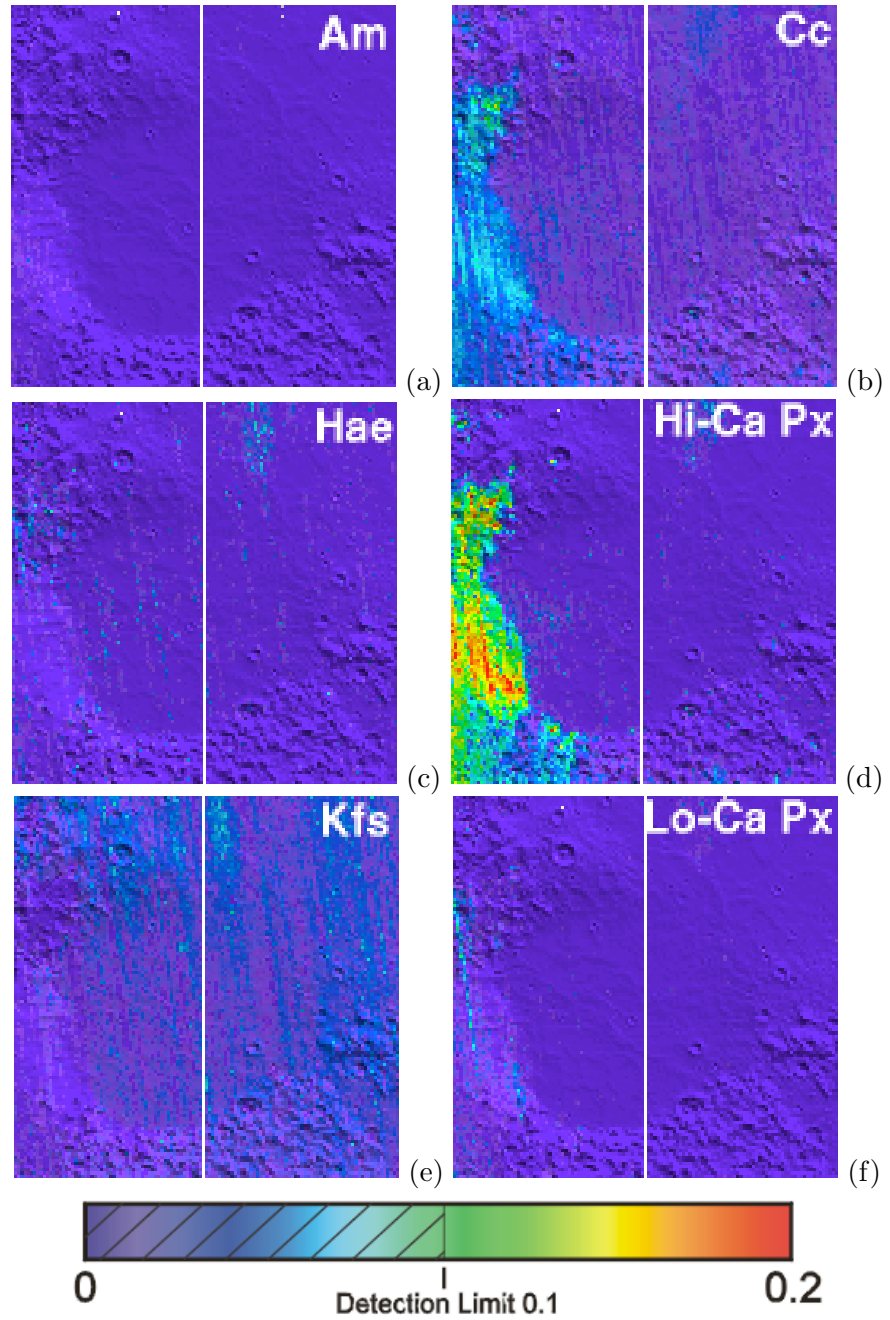 Am
Cc
(a)
(b)
Hae
Hi-Ca Px
(c)
(d)
Kfs
Lo-Ca Px
(e)
(f)
0
Detection Limit 0.1
0.2